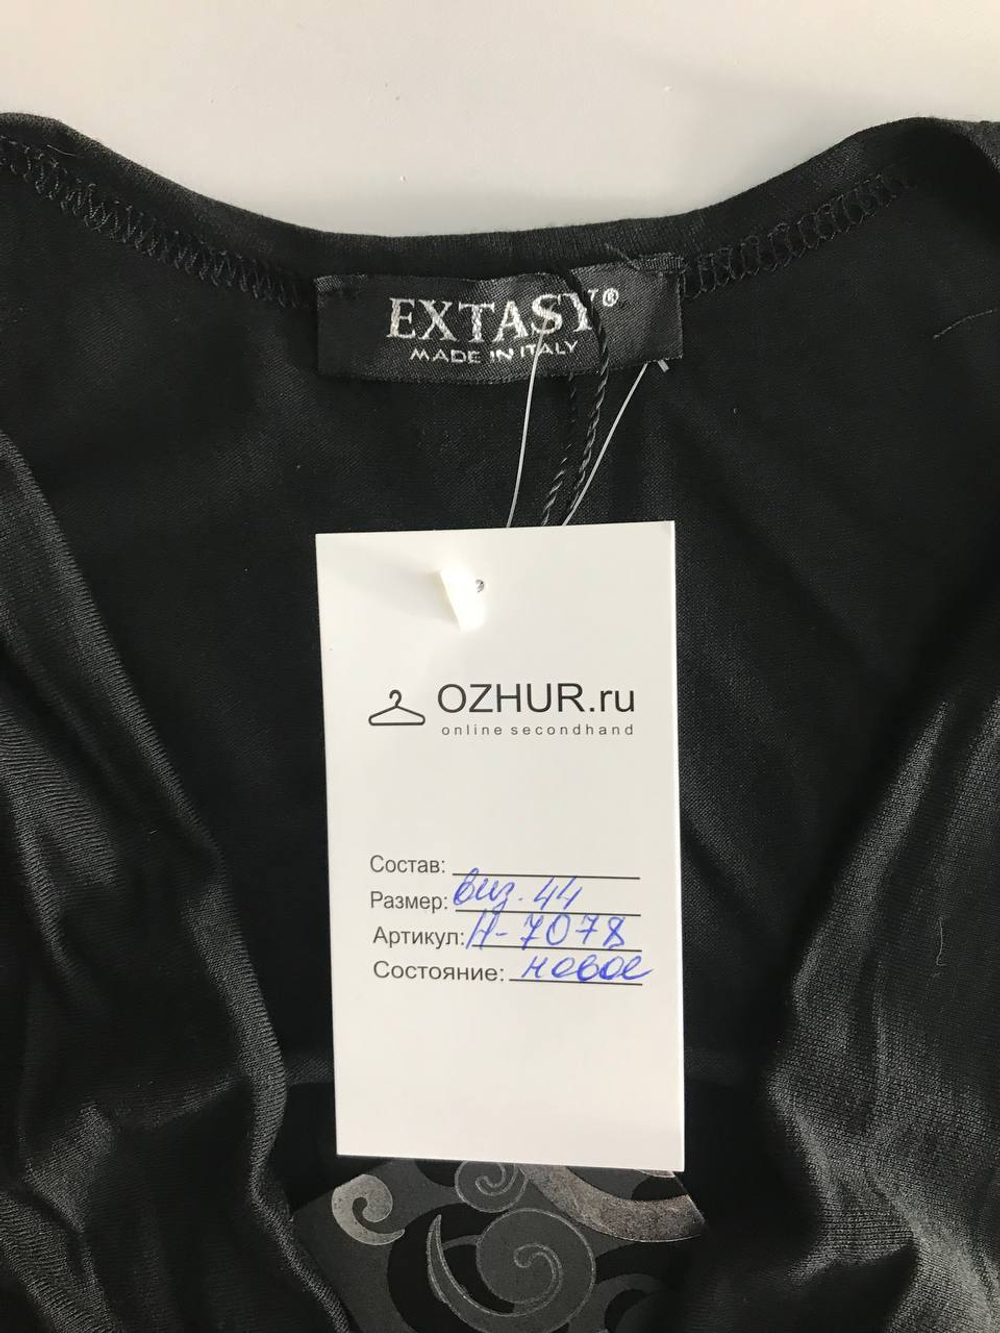 EXTASY®
MADE IN ITALY
OZHUR.ru
online secondhand
Состав:
Размер: виз. 44
Артикул: Н-7078
Состояние: новое